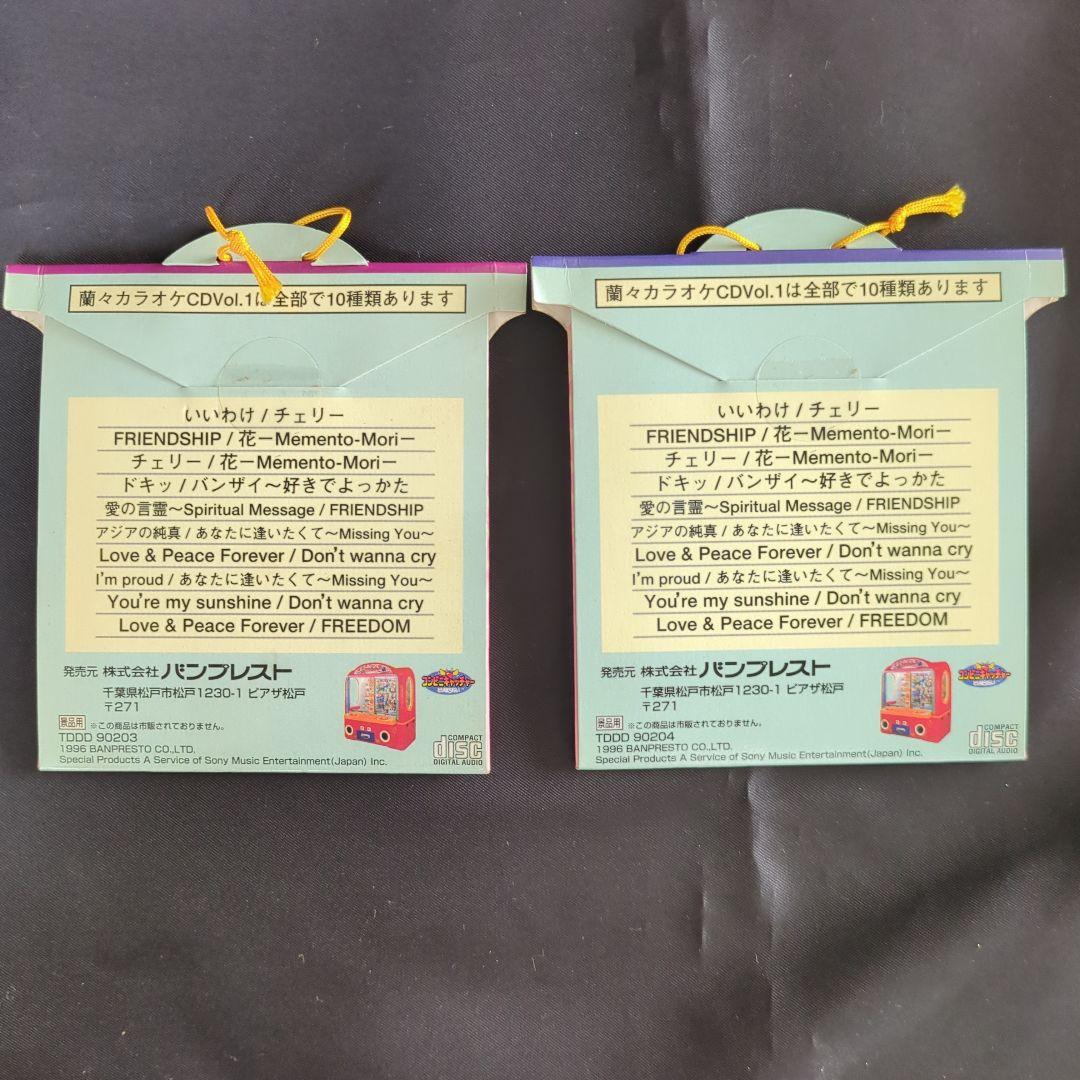 蘭々カラオケCDVol.1は全部で10種類あります
いいわけ / チェリー
FRIENDSHIP / 花ーMemento-Moriー
チェリー / 花ーMemento-Moriー
ドキッ / バンザイ〜好きでよっかた
愛の言霊〜Spiritual Message / FRIENDSHIP
アジアの純真 / あなたに逢いたくて〜Missing You〜
Love & Peace Forever / Don't wanna cry
I'm proud / あなたに逢いたくて〜Missing You〜
You're my sunshine / Don't wanna cry
Love & Peace Forever / FREEDOM
発売元 株式会社 バンプレスト
千葉県松戸市松戸1230-1 ピアザ松戸
〒271
コンビニキャッチャー
景品用 ※この商品は市販されておりません。
TDDD 90203
1996 BANPRESTO CO.,LTD.
Special Products A Service of Sony Music Entertainment(Japan) Inc.
COMPACT
disc
DIGITAL AUDIO
蘭々カラオケCDVol.1は全部で10種類あります
いいわけ / チェリー
FRIENDSHIP / 花ーMemento-Moriー
チェリー / 花ーMemento-Moriー
ドキッ / バンザイ〜好きでよっかた
愛の言霊〜Spiritual Message / FRIENDSHIP
アジアの純真 / あなたに逢いたくて〜Missing You〜
Love & Peace Forever / Don't wanna cry
I'm proud / あなたに逢いたくて〜Missing You〜
You're my sunshine / Don't wanna cry
Love & Peace Forever / FREEDOM
発売元 株式会社 バンプレスト
千葉県松戸市松戸1230-1 ピアザ松戸
〒271
コンビニキャッチャー
景品用 ※この商品は市販されておりません。
TDDD 90204
1996 BANPRESTO CO.,LTD.
Special Products A Service of Sony Music Entertainment(Japan) Inc.
COMPACT
disc
DIGITAL AUDIO